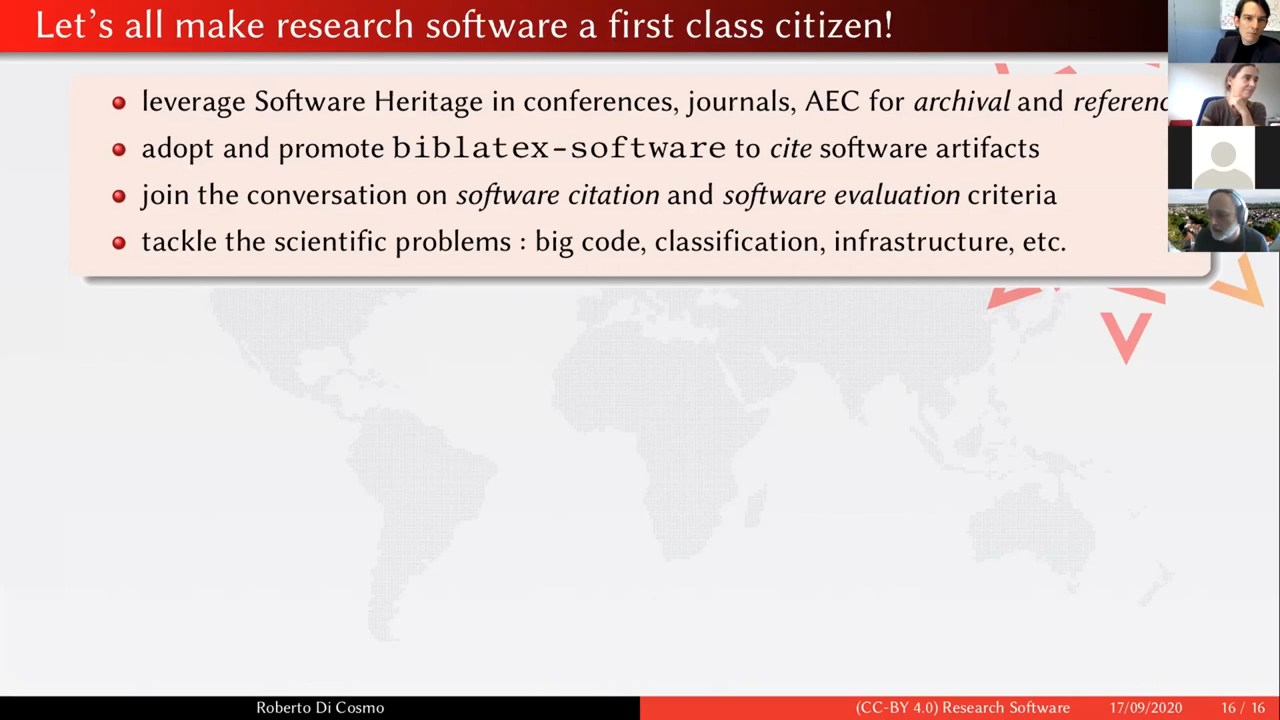 Let's all make research software a first class citizen!
leverage Software Heritage in conferences, journals, AEC for archival and referenc
adopt and promote biblatex-software to cite software artifacts
join the conversation on software citation and software evaluation criteria
tackle the scientific problems : big code, classification, infrastructure, etc.
Roberto Di Cosmo
(CC-BY 4.0) Research Software
17/09/2020
16 / 16